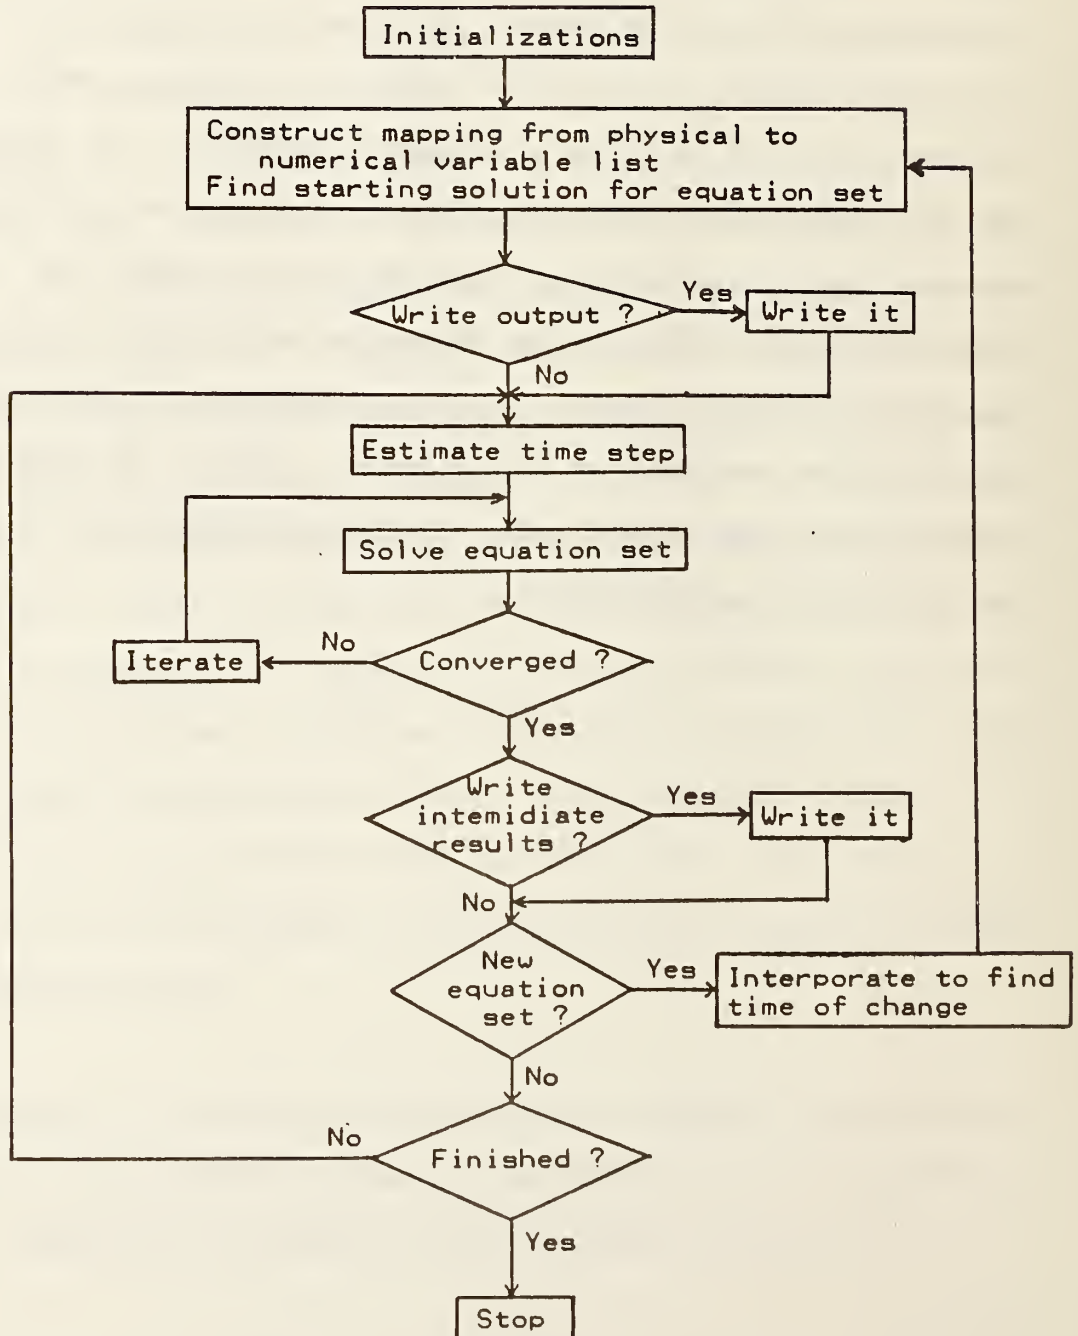 Initializations
Construct mapping from physical to
numerical variable list
Find starting solution for equation set
Write output ?
Yes
Write it
No
Estimate time step
Solve equation set
Converged ?
No
Iterate
Yes
Write
intemidiate
results ?
Yes
Write it
No
New
equation
set ?
Yes
Interporate to find
time of change
No
Finished ?
No
Yes
Stop